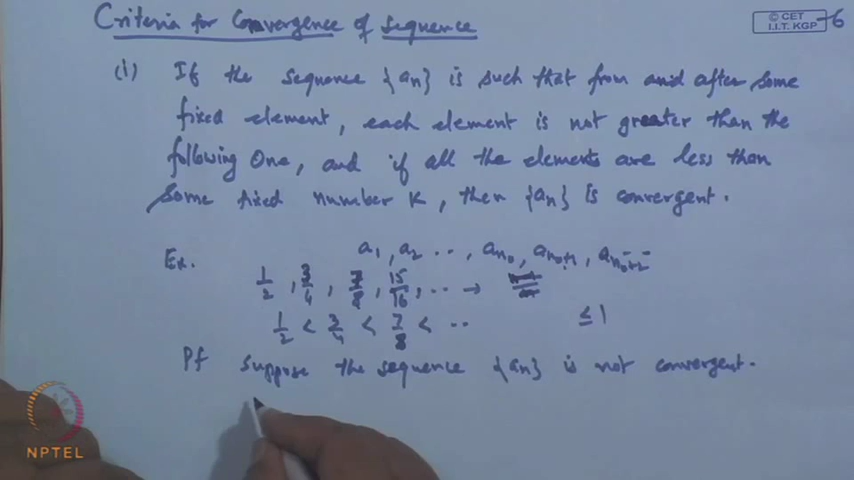 Criteria for Convergence of Sequence
© CET
I.I.T. KGP
-6
(i) If the sequence {an} is such that from and after some
fixed element, each element is not greater than the
following One, and if all the elements are less than
some fixed number K, then {an} is convergent.
Ex. a1, a2 ..., an0, an0+1, an0+2 ---
1/2, 3/4, 7/8, 15/16, ... →
1/2 < 3/4 < 7/8 < ... ≤ 1
Pf Suppose the sequence {an} is not convergent.
NPTEL